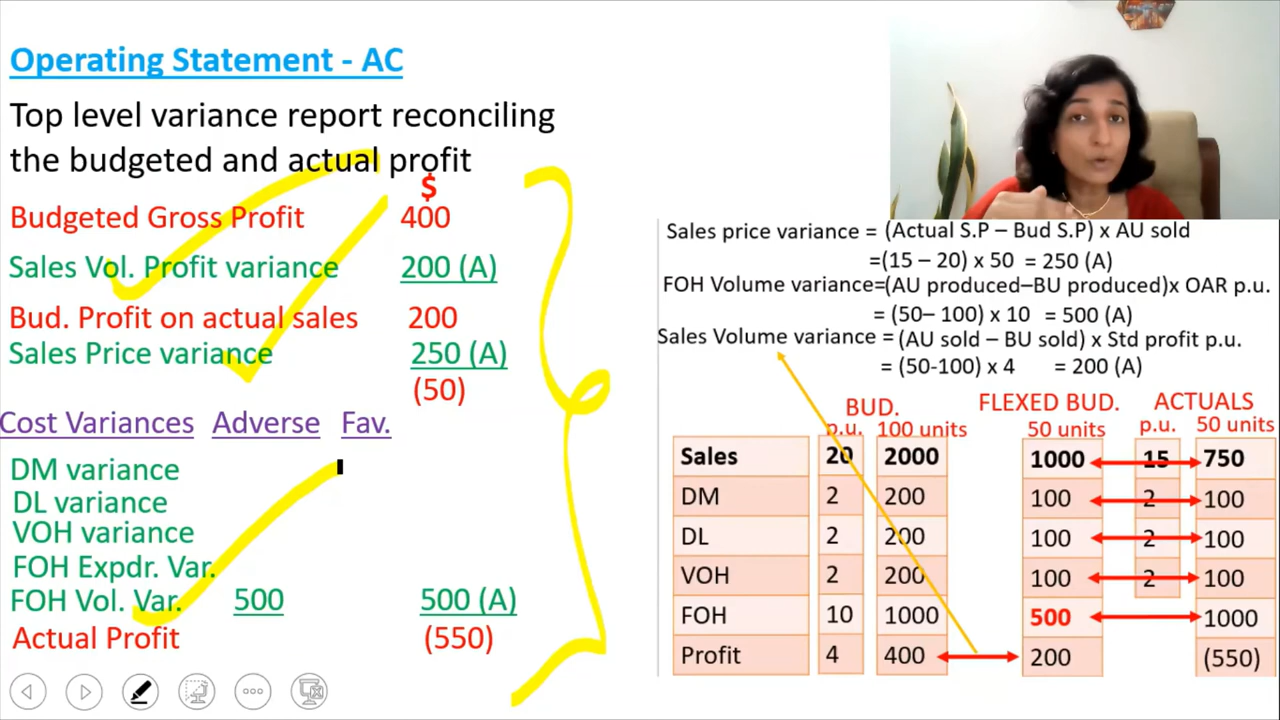 Operating Statement - AC
Top level variance report reconciling
the budgeted and actual profit
$
Budgeted Gross Profit 400
Sales Vol. Profit variance 200 (A)
Bud. Profit on actual sales 200
Sales Price variance 250 (A)
(50)
Cost Variances Adverse Fav.
DM variance
DL variance
VOH variance
FOH Expdr. Var.
FOH Vol. Var. 500 500 (A)
Actual Profit (550)
Sales price variance = (Actual S.P – Bud S.P) x AU sold
=(15 – 20) x 50 = 250 (A)
FOH Volume variance=(AU produced–BU produced)x OAR p.u.
= (50– 100) x 10 = 500 (A)
Sales Volume variance = (AU sold – BU sold) x Std profit p.u.
= (50-100) x 4 = 200 (A)
BUD. FLEXED BUD. ACTUALS
p.u. 100 units 50 units p.u. 50 units
Sales 20 2000 1000 15 750
DM 2 200 100 2 100
DL 2 200 100 2 100
VOH 2 200 100 2 100
FOH 10 1000 500 1000
Profit 4 400 200 (550)